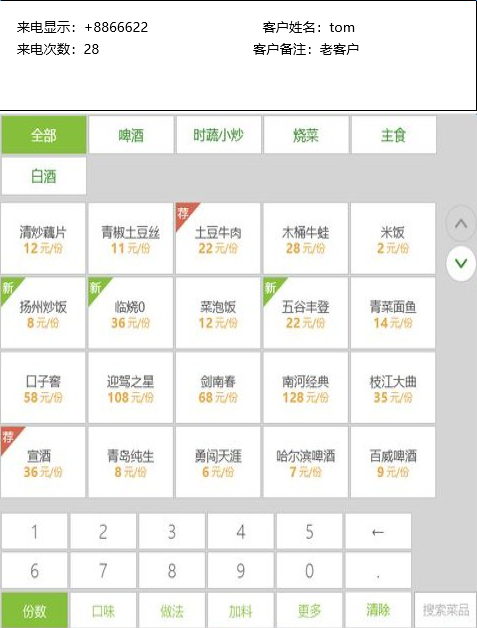 来电显示：+8866622 客户姓名：tom
来电次数：28 客户备注：老客户
全部 啤酒 时蔬小炒 烧菜 主食
白酒
清炒藕片 青椒土豆丝 荐 土豆牛肉 木桶牛蛙 米饭
12元/份 11元/份 22元/份 28元/份 2元/份
新 扬州炒饭 新 临烧0 菜泡饭 新 五谷丰登 青菜面鱼
8元/份 36元/份 12元/份 22元/份 14元/份
口子窖 迎驾之星 剑南春 南河经典 枝江大曲
58元/份 108元/份 68元/份 128元/份 35元/份
荐 宣酒 青岛纯生 勇闯天涯 哈尔滨啤酒 百威啤酒
36元/份 8元/份 6元/份 7元/份 9元/份
1 2 3 4 5 ←
6 7 8 9 0 .
份数 口味 做法 加料 更多 清除 搜索菜品